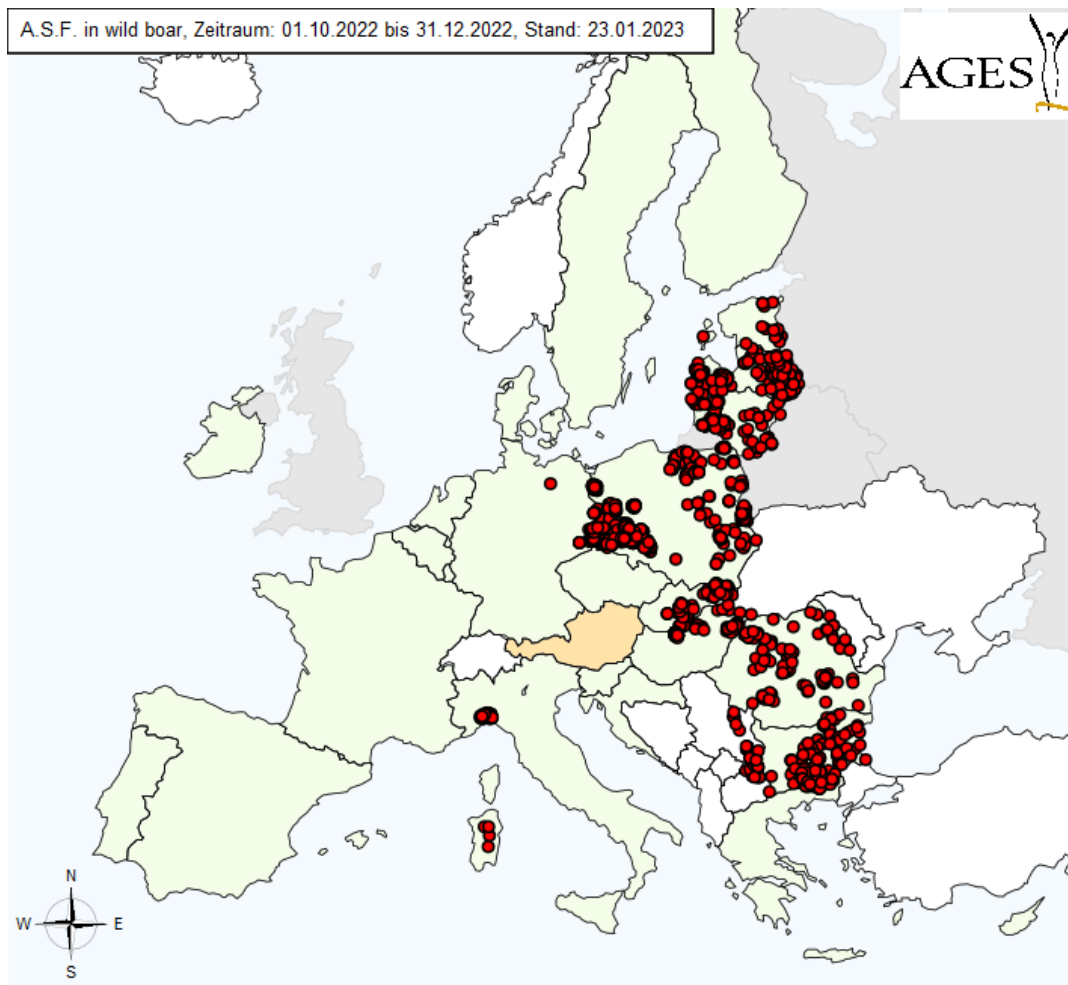 A.S.F. in wild boar, Zeitraum: 01.10.2022 bis 31.12.2022, Stand: 23.01.2023
AGES
N
W E
S